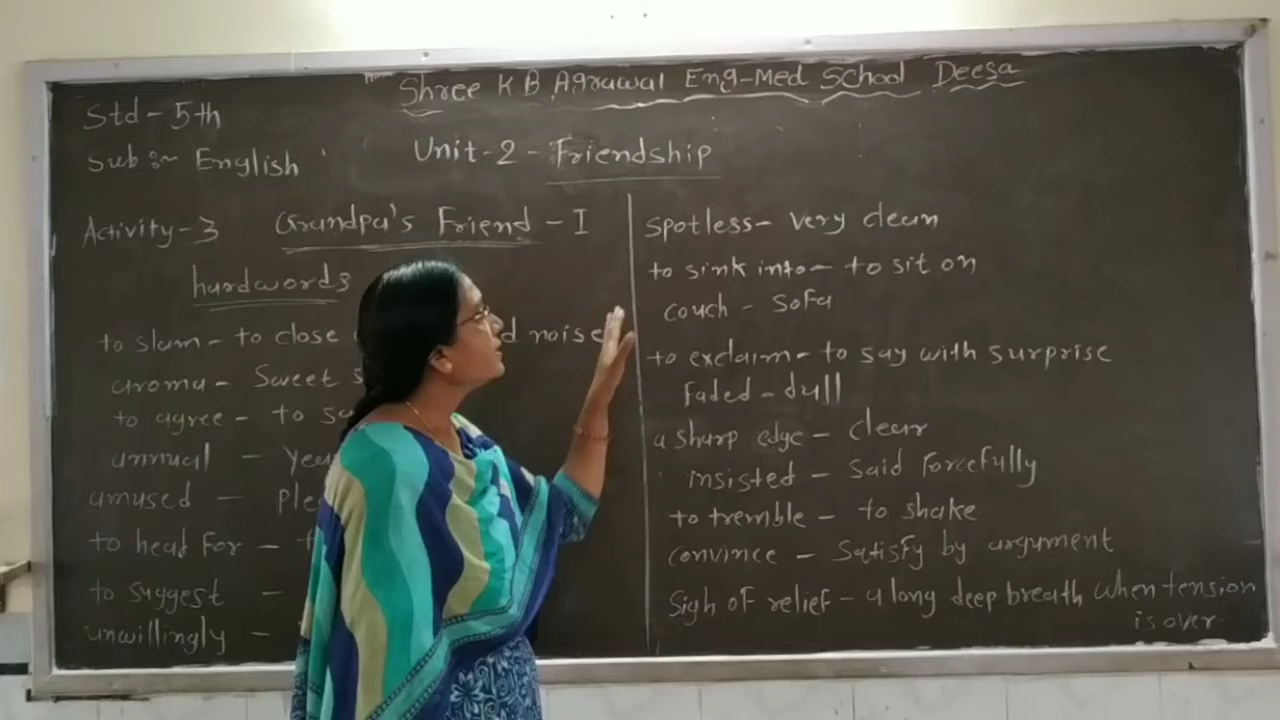 Shree K B Agrawal Eng-Med School Deesa
Std - 5th
Sub :- English
Unit-2 - Friendship
Activity-3 Grandpa's Friend - I
hardwords
to slam - to close noise
aroma - Sweet
to agree - to
annual -
amused -
to head for -
to suggest -
unwillingly -
Spotless - Very clean
to sink into - to sit on
couch - Sofa
to exclaim - to say with surprise
Faded - dull
a sharp edge - Clear
insisted - Said Forcefully
to tremble - to shake
convince - Satisfy by argument
Sigh of relief - a long deep breath when tension
is over.